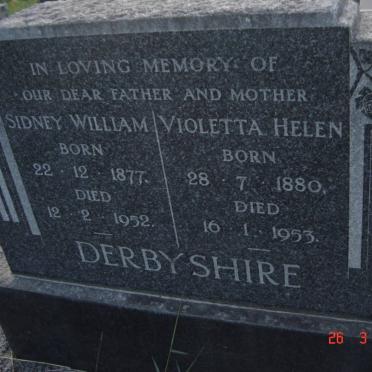 IN LOVING MEMORY OF
OUR DEAR FATHER AND MOTHER
SIDNEY WILLIAM
BORN
22 · 12 · 1877.
DIED
12 · 2 · 1952.
VIOLETTA HELEN
BORN
28 · 7 · 1880.
DIED
16 · 1 · 1953.
DERBYSHIRE
26 3